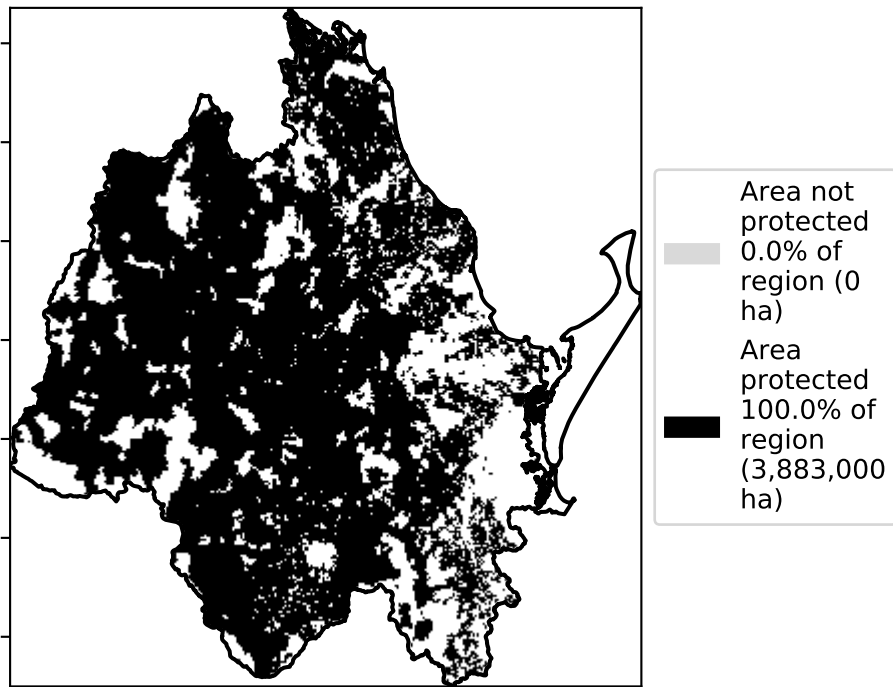 Area not
protected
0.0% of
region (0
ha)
Area
protected
100.0% of
region
(3,883,000
ha)